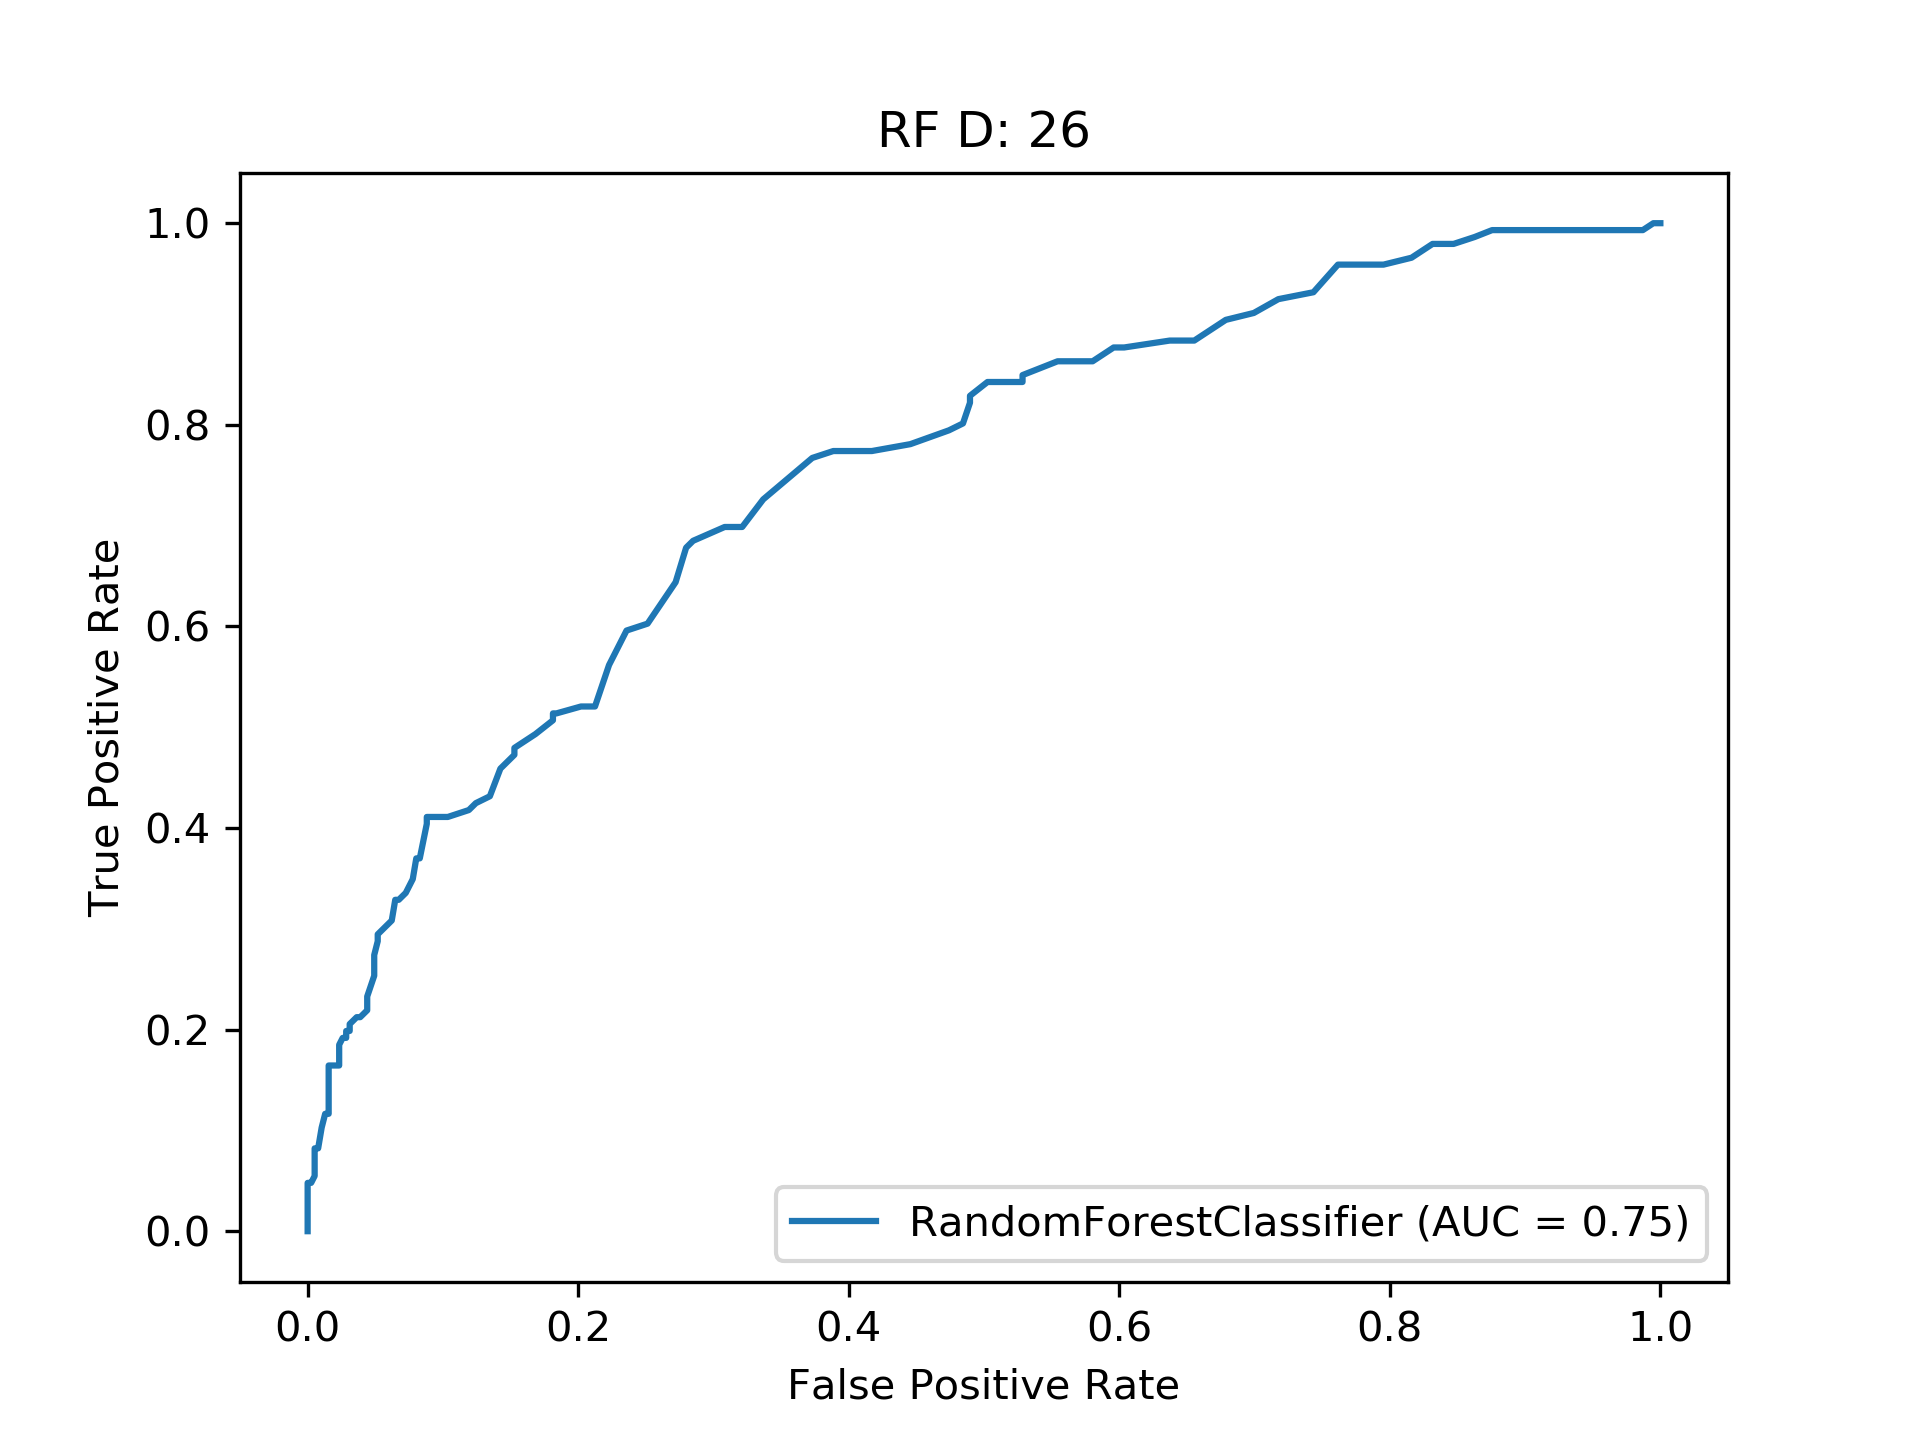 RF D: 26
True Positive Rate
1.0
0.8
0.6
0.4
0.2
0.0
RandomForestClassifier (AUC = 0.75)
0.0 0.2 0.4 0.6 0.8 1.0
False Positive Rate